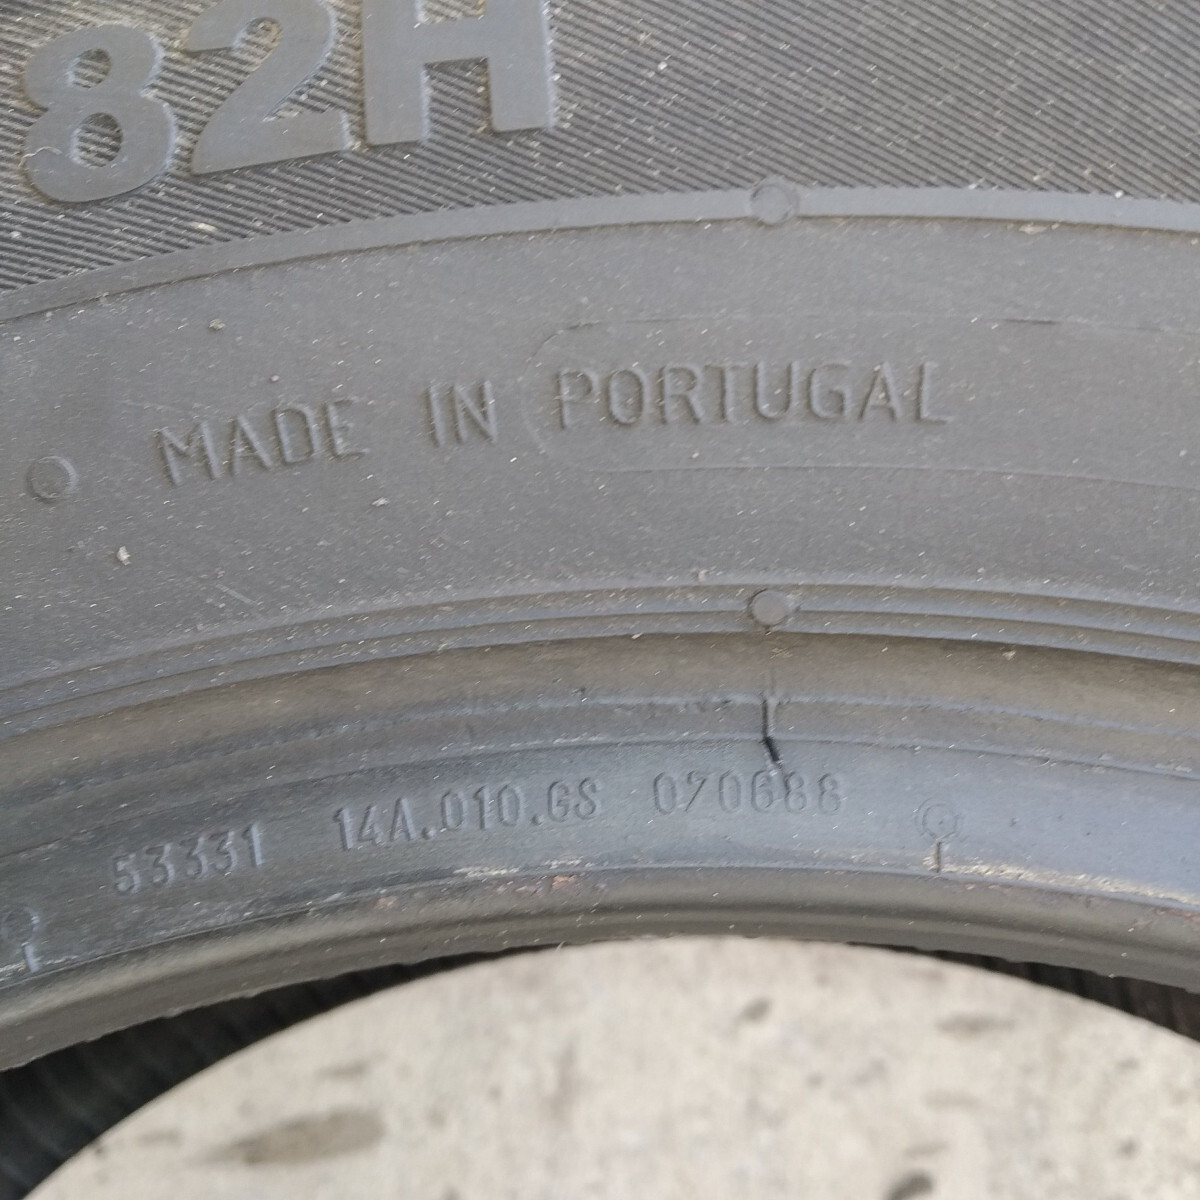 82H
MADE IN PORTUGAL
53331 14A.010.GS 070688